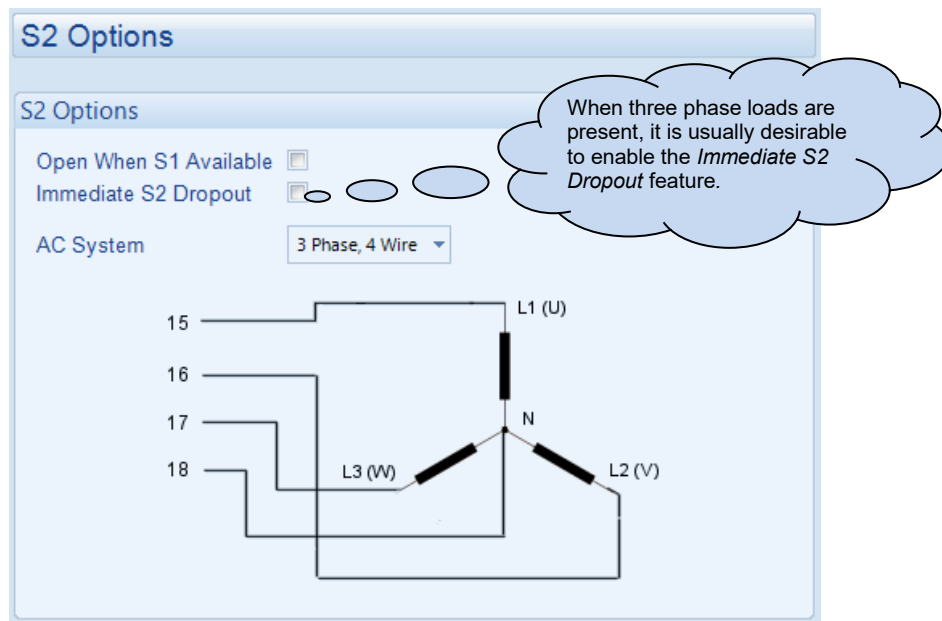 S2 Options
S2 Options
When three phase loads are
present, it is usually desirable
to enable the Immediate S2
Dropout feature.
Open When S1 Available
Immediate S2 Dropout
AC System
3 Phase, 4 Wire
L1 (U)
15
16
17
N
18
L3 (W)
L2 (V)